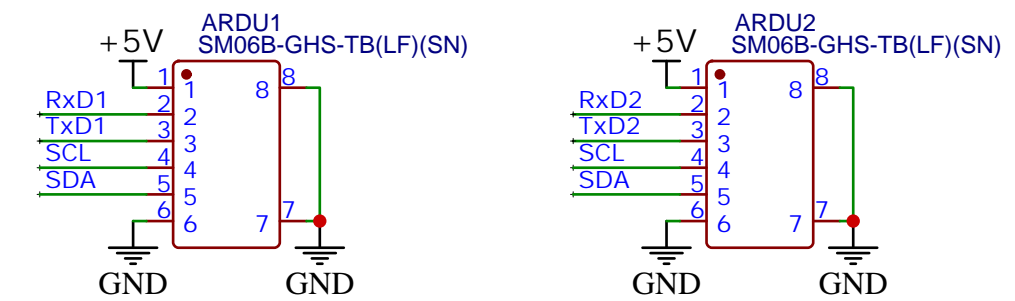 ARDU1
SM06B-GHS-TB(LF)(SN)
+5V
1 1 8 8
RxD1 2 2
TxD1 3 3
SCL 4 4
SDA 5 5
6 6 7 7
GND GND
ARDU2
SM06B-GHS-TB(LF)(SN)
+5V
1 1 8 8
RxD2 2 2
TxD2 3 3
SCL 4 4
SDA 5 5
6 6 7 7
GND GND